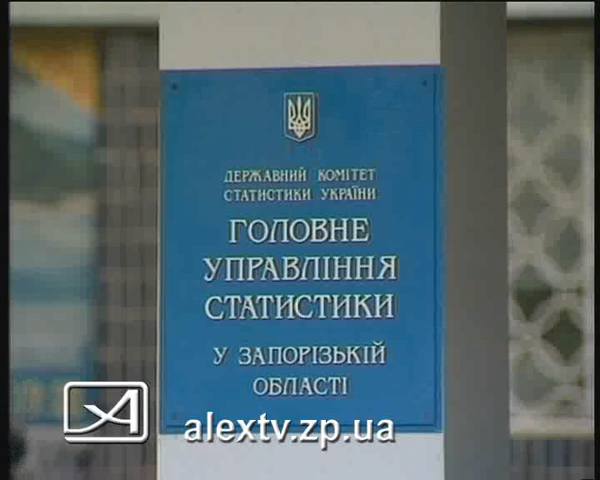 ДЕРЖАВНИЙ КОМІТЕТ
СТАТИСТИКИ УКРАЇНИ
ГОЛОВНЕ
УПРАВЛІННЯ
СТАТИСТИКИ
У ЗАПОРІЗЬКІЙ
ОБЛАСТІ
alextv.zp.ua